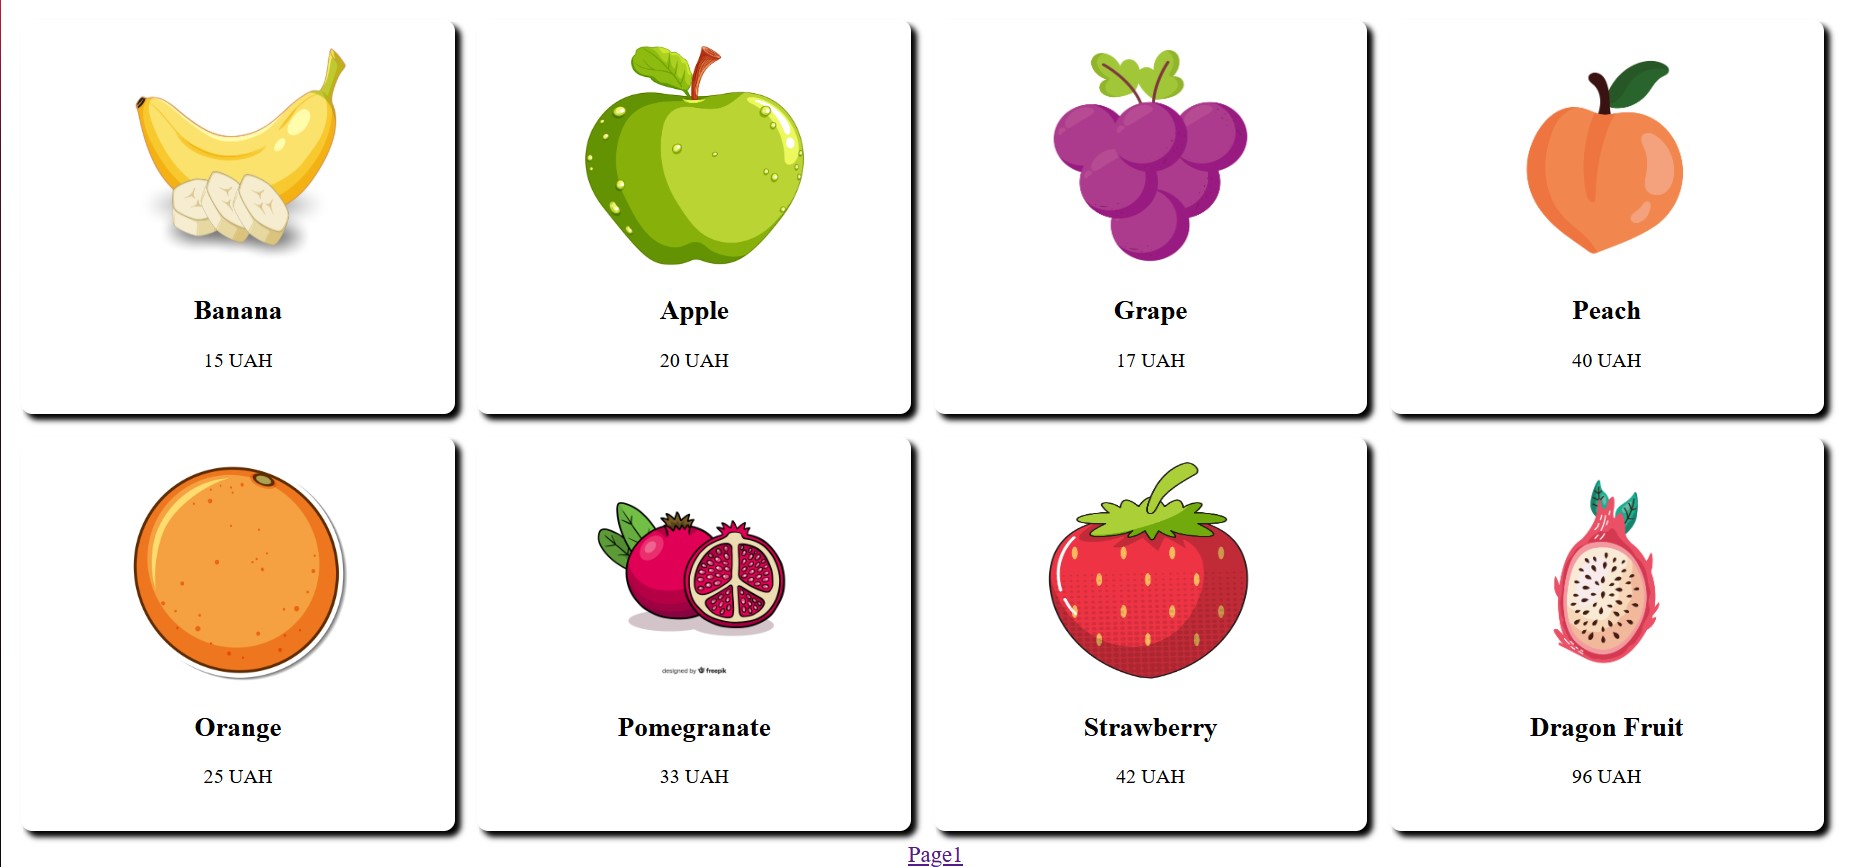 Banana
15 UAH
Apple
20 UAH
Grape
17 UAH
Peach
40 UAH
Orange
25 UAH
designed by freepik
Pomegranate
33 UAH
Strawberry
42 UAH
Dragon Fruit
96 UAH
Page1